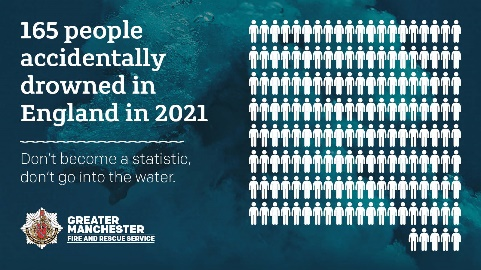 165 people
accidentally
drowned in
England in 2021
Don't become a statistic,
don't go into the water.
GREATER
MANCHESTER
FIRE AND RESCUE SERVICE